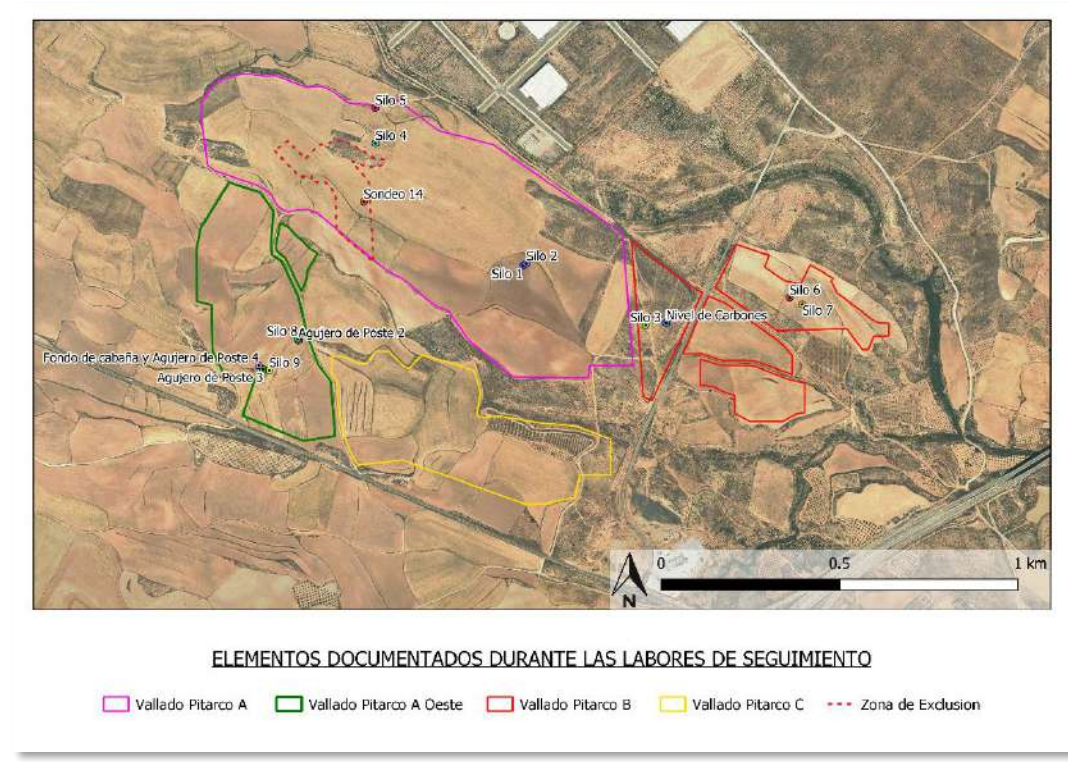 Silo 5
Silo 4
Sondeo 14
Silo 2
Silo 1
Silo 6
Silo 7
Silo 3
Nivel de Carbones
Silo 8
Agujero de Poste 2
Fondo de cabaña y Agujero de Poste 4
Silo 9
Agujero de Poste 3
0 0.5 1 km
N
ELEMENTOS DOCUMENTADOS DURANTE LAS LABORES DE SEGUIMIENTO
Vallado Pitarco A Vallado Pitarco A Oeste Vallado Pitarco B Vallado Pitarco C Zona de Exclusion